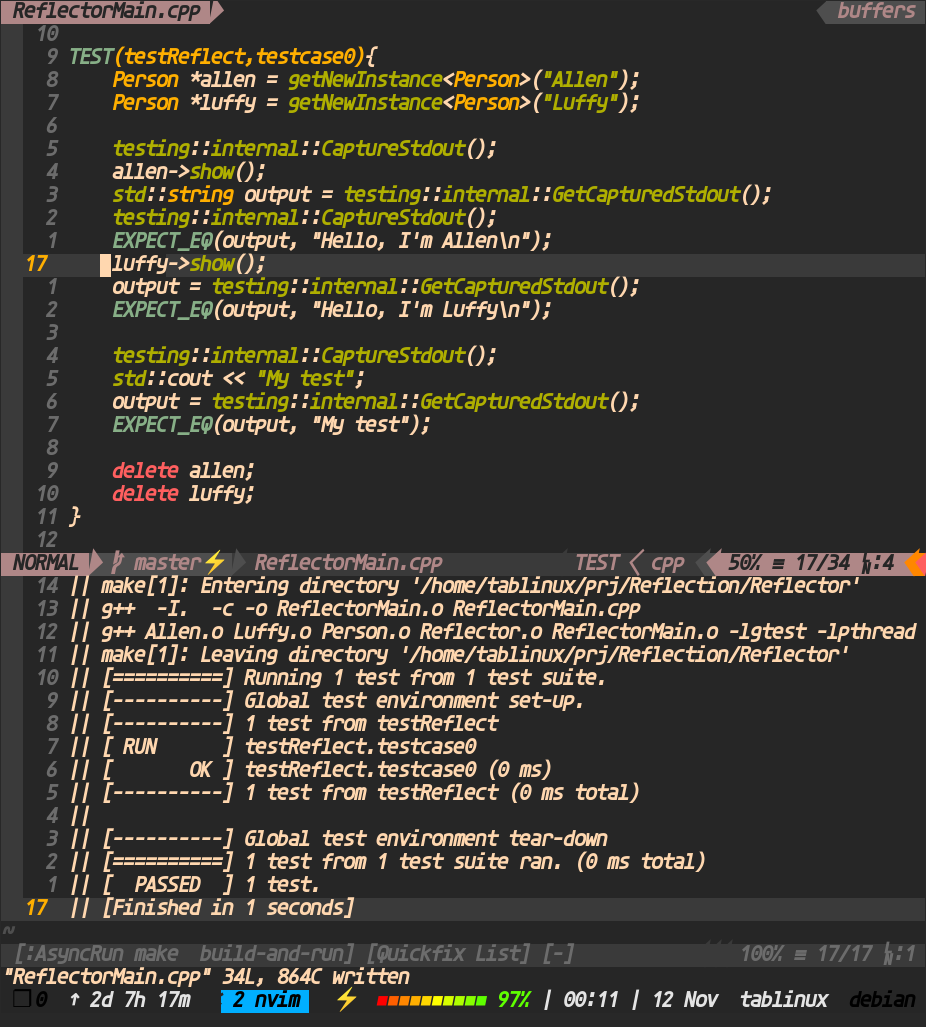 ReflectorMain.cpp buffers
10
9 TEST(testReflect,testcase0){
8 Person *allen = getNewInstance<Person>("Allen");
7 Person *luffy = getNewInstance<Person>("Luffy");
6
5 testing::internal::CaptureStdout();
4 allen->show();
3 std::string output = testing::internal::GetCapturedStdout();
2 testing::internal::CaptureStdout();
1 EXPECT_EQ(output, "Hello, I'm Allen\n");
17 luffy->show();
1 output = testing::internal::GetCapturedStdout();
2 EXPECT_EQ(output, "Hello, I'm Luffy\n");
3
4 testing::internal::CaptureStdout();
5 std::cout << "My test";
6 output = testing::internal::GetCapturedStdout();
7 EXPECT_EQ(output, "My test");
8
9 delete allen;
10 delete luffy;
11 }
12
NORMAL master⚡ ReflectorMain.cpp TEST cpp 50% ≡ 17/34 :4
14 || make[1]: Entering directory '/home/tablinux/prj/Reflection/Reflector'
13 || g++  -I.  -c -o ReflectorMain.o ReflectorMain.cpp
12 || g++ Allen.o Luffy.o Person.o Reflector.o ReflectorMain.o -lgtest -lpthread
11 || make[1]: Leaving directory '/home/tablinux/prj/Reflection/Reflector'
10 || [==========] Running 1 test from 1 test suite.
9 || [----------] Global test environment set-up.
8 || [----------] 1 test from testReflect
7 || [ RUN      ] testReflect.testcase0
6 || [       OK ] testReflect.testcase0 (0 ms)
5 || [----------] 1 test from testReflect (0 ms total)
4 ||
3 || [----------] Global test environment tear-down
2 || [==========] 1 test from 1 test suite ran. (0 ms total)
1 || [  PASSED  ] 1 test.
17 || [Finished in 1 seconds]
~
[:AsyncRun make  build-and-run] [Quickfix List] [-] 100% ≡ 17/17 :1
"ReflectorMain.cpp" 34L, 864C written
❐ 0 ↑ 2d 7h 17m 2 nvim ⚡ 97% | 00:11 | 12 Nov tablinux debian